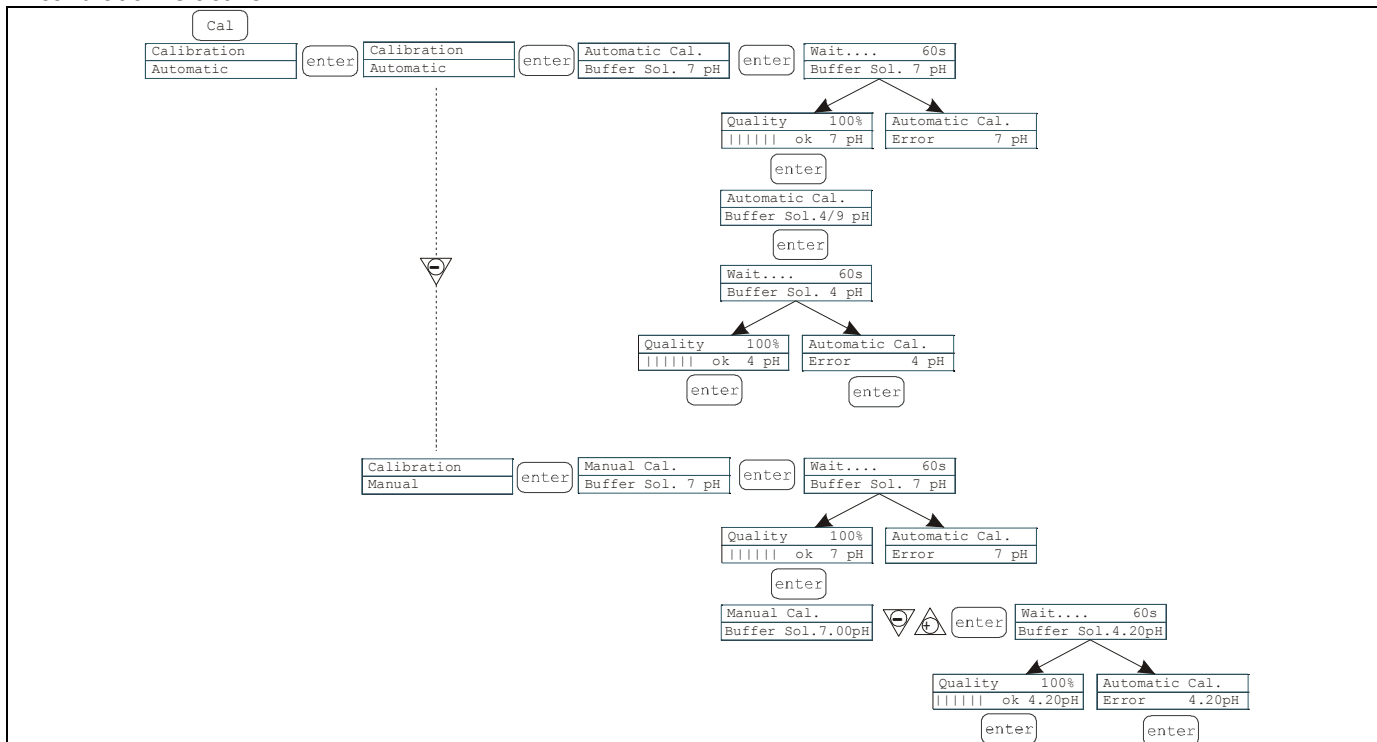 Cal
Calibration
Automatic
enter
Calibration
Automatic
enter
Automatic Cal.
Buffer Sol. 7 pH
enter
Wait.... 60s
Buffer Sol. 7 pH
Quality 100%
|||||| ok 7 pH
Automatic Cal.
Error 7 pH
enter
Automatic Cal.
Buffer Sol.4/9 pH
enter
Wait.... 60s
Buffer Sol. 4 pH
Quality 100%
|||||| ok 4 pH
Automatic Cal.
Error 4 pH
enter
enter
Calibration
Manual
enter
Manual Cal.
Buffer Sol. 7 pH
enter
Wait.... 60s
Buffer Sol. 7 pH
Quality 100%
|||||| ok 7 pH
Automatic Cal.
Error 7 pH
enter
Manual Cal.
Buffer Sol.7.00pH
enter
Wait.... 60s
Buffer Sol.4.20pH
Quality 100%
|||||| ok 4.20pH
Automatic Cal.
Error 4.20pH
enter
enter